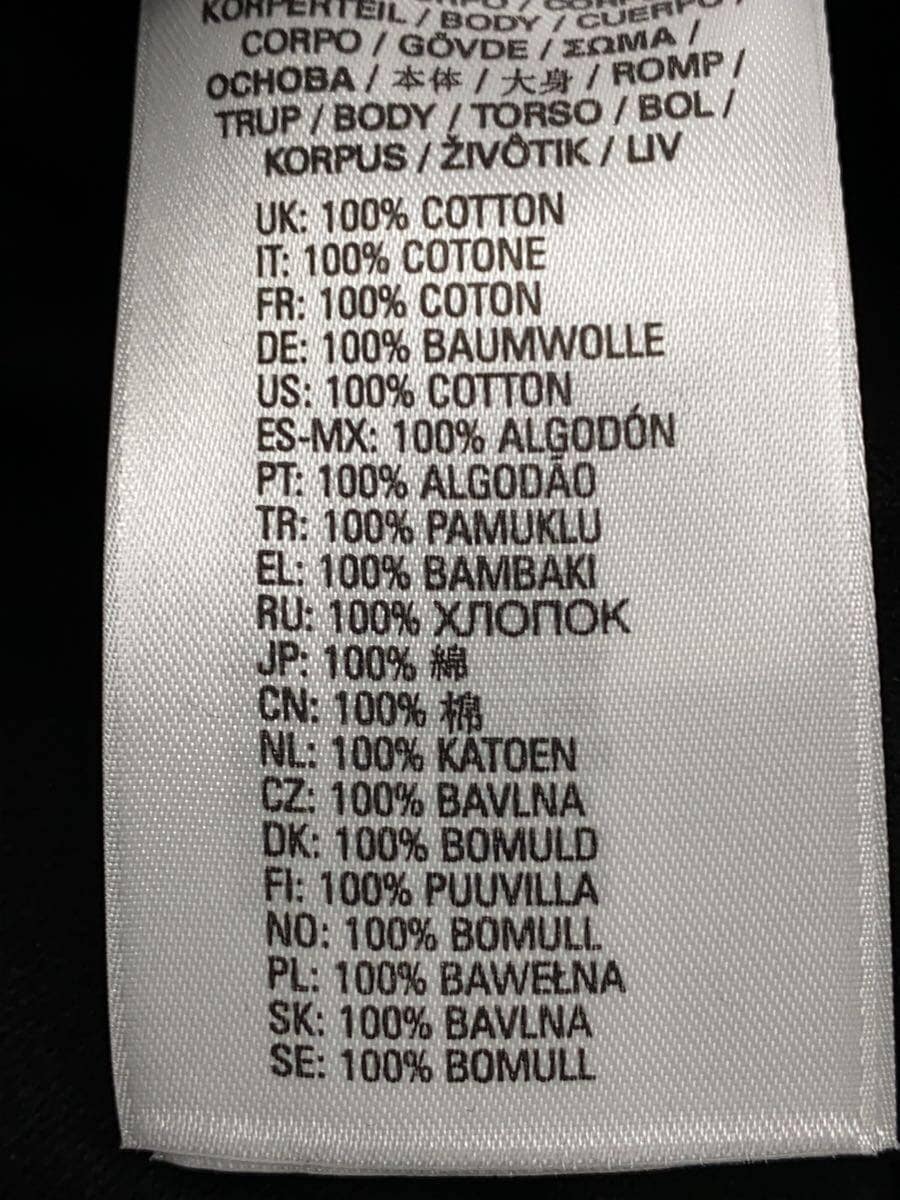 KÖRPERTEIL / BODY / CUERPO /
CORPO / GÖVDE / ΣΩΜΑ /
ОСНОВА / 本体 / 大身 / ROMP /
TRUP / BODY / TORSO / BOL /
KORPUS / ŽIVÔTIK / LIV
UK: 100% COTTON
IT: 100% COTONE
FR: 100% COTON
DE: 100% BAUMWOLLE
US: 100% COTTON
ES-MX: 100% ALGODÓN
PT: 100% ALGODÃO
TR: 100% PAMUKLU
EL: 100% ΒΑΜΒΑΚΙ
RU: 100% ХЛОПОК
JP: 100% 綿
CN: 100% 棉
NL: 100% KATOEN
CZ: 100% BAVLNA
DK: 100% BOMULD
FI: 100% PUUVILLA
NO: 100% BOMULL
PL: 100% BAWEŁNA
SK: 100% BAVLNA
SE: 100% BOMULL